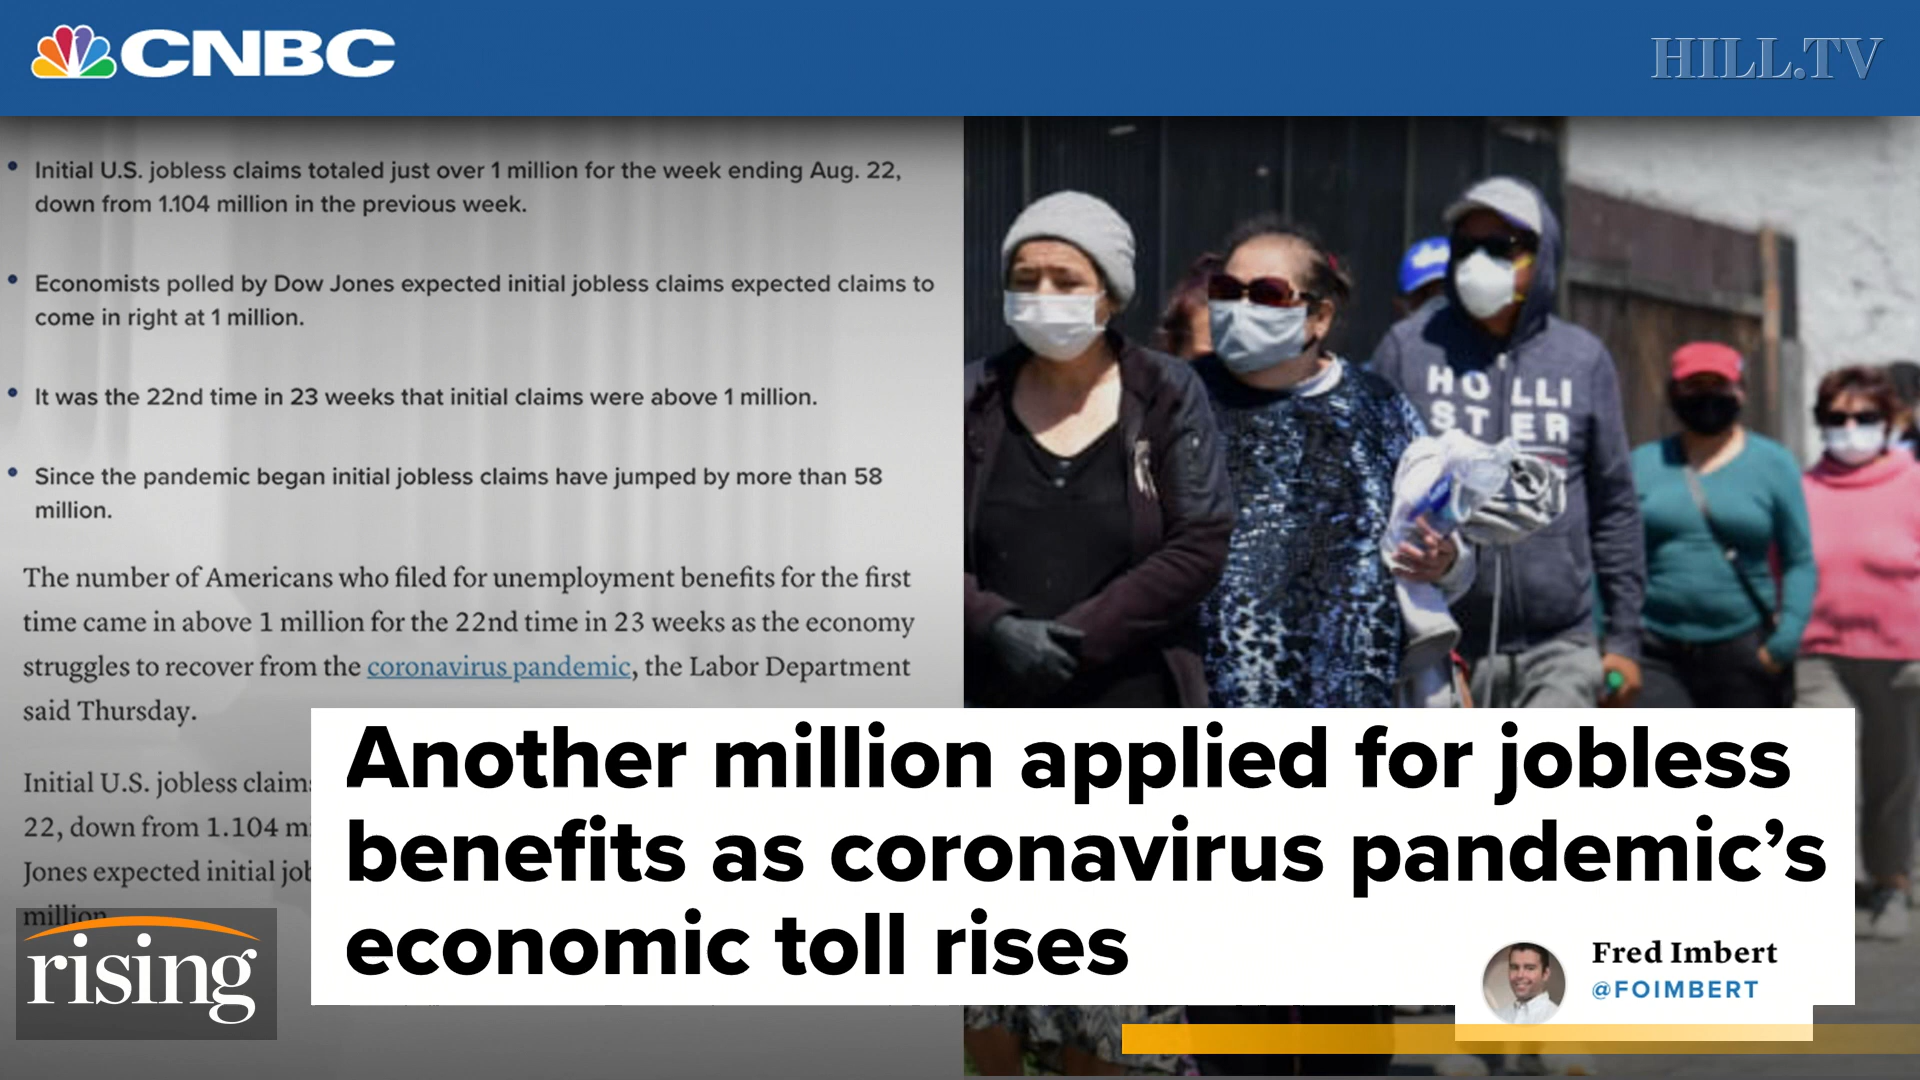 CNBC
HILL.TV
Initial U.S. jobless claims totaled just over 1 million for the week ending Aug. 22,
down from 1.104 million in the previous week.
Economists polled by Dow Jones expected initial jobless claims expected claims to
come in right at 1 million.
It was the 22nd time in 23 weeks that initial claims were above 1 million.
Since the pandemic began initial jobless claims have jumped by more than 58
million.
The number of Americans who filed for unemployment benefits for the first
time came in above 1 million for the 22nd time in 23 weeks as the economy
struggles to recover from the coronavirus pandemic, the Labor Department
said Thursday.
Initial U.S. jobless claim
22, down from 1.104 m
Jones expected initial job
million
HOLLI
STER
Another million applied for jobless
benefits as coronavirus pandemic’s
economic toll rises
Fred Imbert
@FOIMBERT
rising